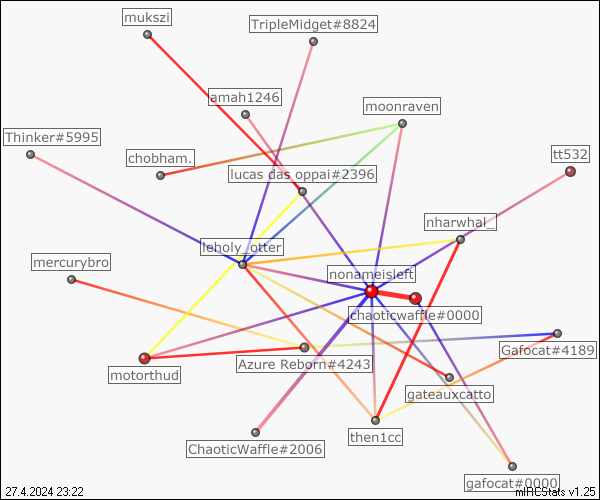 mukszi
TripleMidget#8824
amah1246
moonraven
Thinker#5995
chobham.
tt532
lucas das oppai#2396
nharwhal_
leholy_otter
mercurybro
nonameisleft
chaoticwaffle#0000
Gafocat#4189
Azure Reborn#4243
motorthud
gateauxcatto
then1cc
ChaoticWaffle#2006
gafocat#0000
27.4.2024 23:22
mIRCStats v1.25